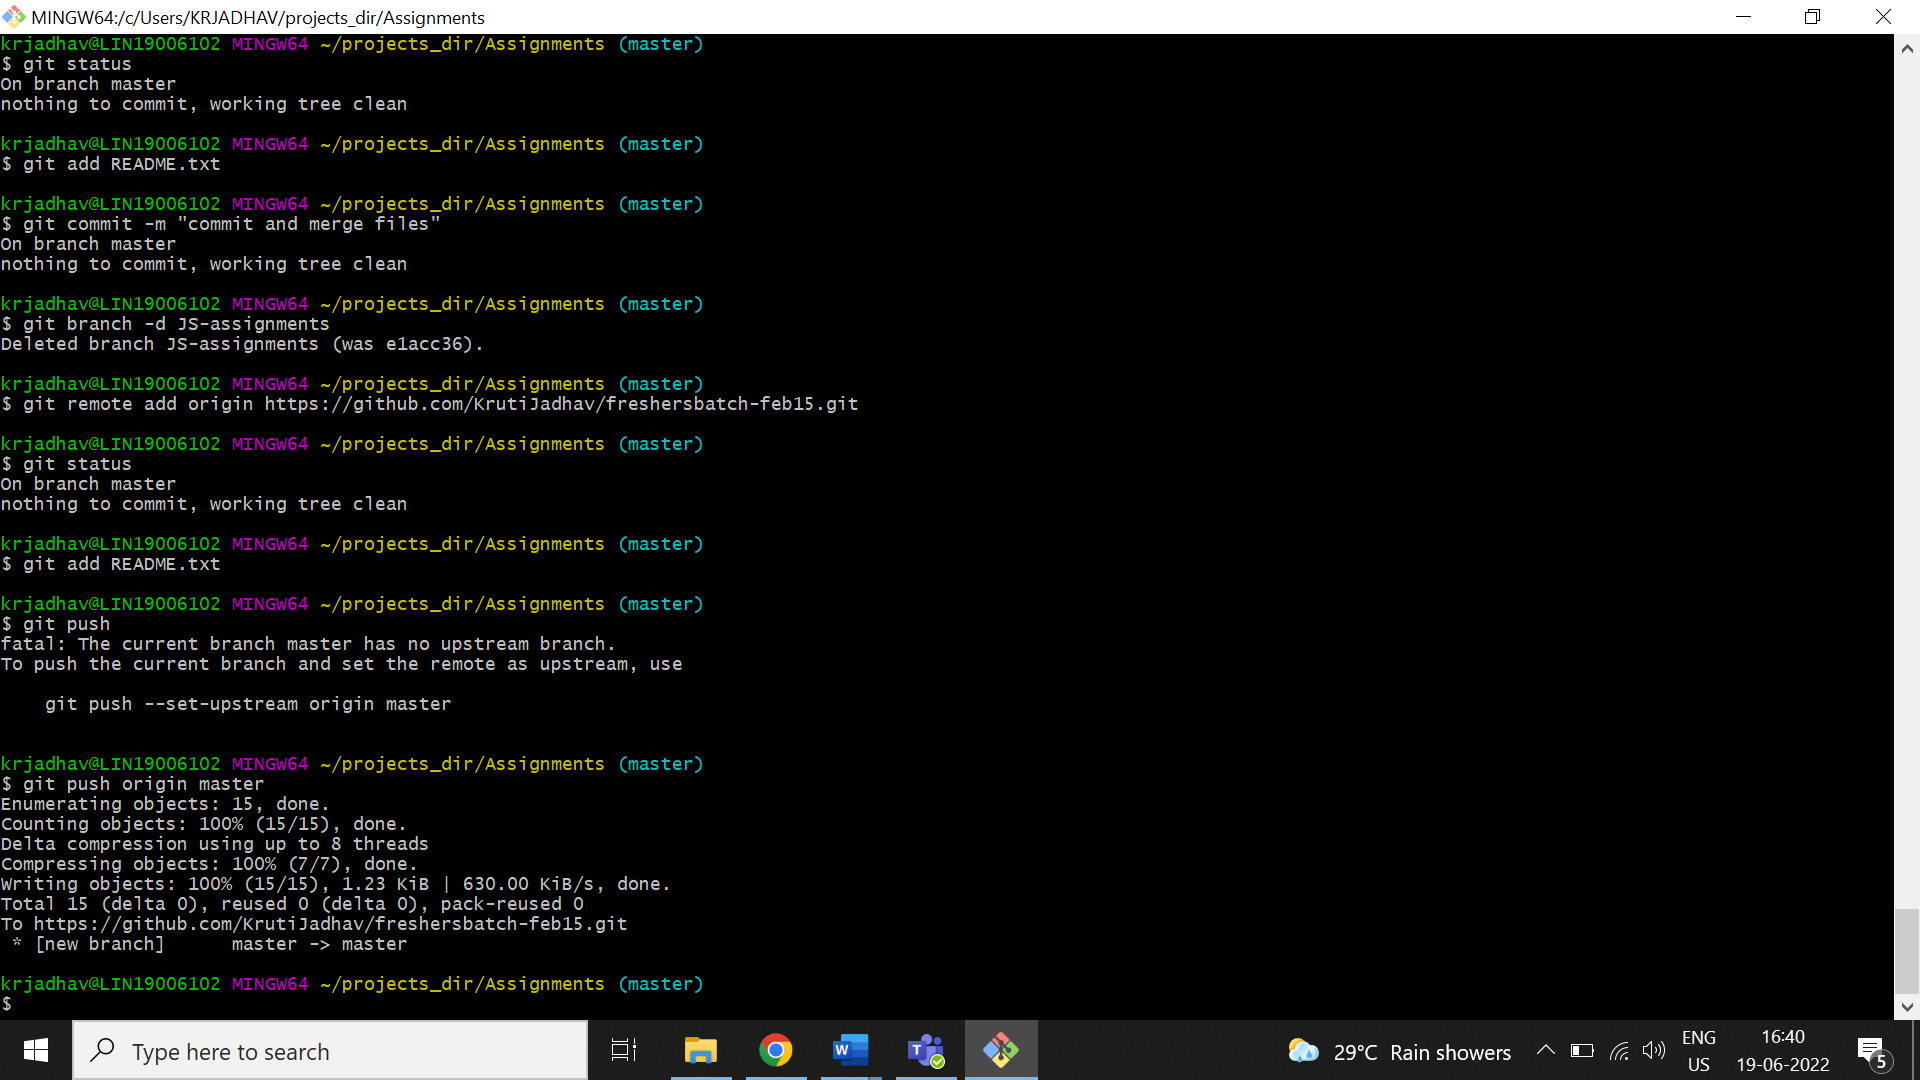 MINGW64:/c/Users/KRJADHAV/projects_dir/Assignments
krjadhav@LIN19006102 MINGW64 ~/projects_dir/Assignments (master)
$ git status
On branch master
nothing to commit, working tree clean

krjadhav@LIN19006102 MINGW64 ~/projects_dir/Assignments (master)
$ git add README.txt

krjadhav@LIN19006102 MINGW64 ~/projects_dir/Assignments (master)
$ git commit -m "commit and merge files"
On branch master
nothing to commit, working tree clean

krjadhav@LIN19006102 MINGW64 ~/projects_dir/Assignments (master)
$ git branch -d JS-assignments
Deleted branch JS-assignments (was e1acc36).

krjadhav@LIN19006102 MINGW64 ~/projects_dir/Assignments (master)
$ git remote add origin https://github.com/KrutiJadhav/freshersbatch-feb15.git

krjadhav@LIN19006102 MINGW64 ~/projects_dir/Assignments (master)
$ git status
On branch master
nothing to commit, working tree clean

krjadhav@LIN19006102 MINGW64 ~/projects_dir/Assignments (master)
$ git add README.txt

krjadhav@LIN19006102 MINGW64 ~/projects_dir/Assignments (master)
$ git push
fatal: The current branch master has no upstream branch.
To push the current branch and set the remote as upstream, use

    git push --set-upstream origin master

krjadhav@LIN19006102 MINGW64 ~/projects_dir/Assignments (master)
$ git push origin master
Enumerating objects: 15, done.
Counting objects: 100% (15/15), done.
Delta compression using up to 8 threads
Compressing objects: 100% (7/7), done.
Writing objects: 100% (15/15), 1.23 KiB | 630.00 KiB/s, done.
Total 15 (delta 0), reused 0 (delta 0), pack-reused 0
To https://github.com/KrutiJadhav/freshersbatch-feb15.git
 * [new branch]      master -> master

krjadhav@LIN19006102 MINGW64 ~/projects_dir/Assignments (master)
$
Type here to search
W
T
29°C Rain showers
ENG
US
16:40
19-06-2022
5